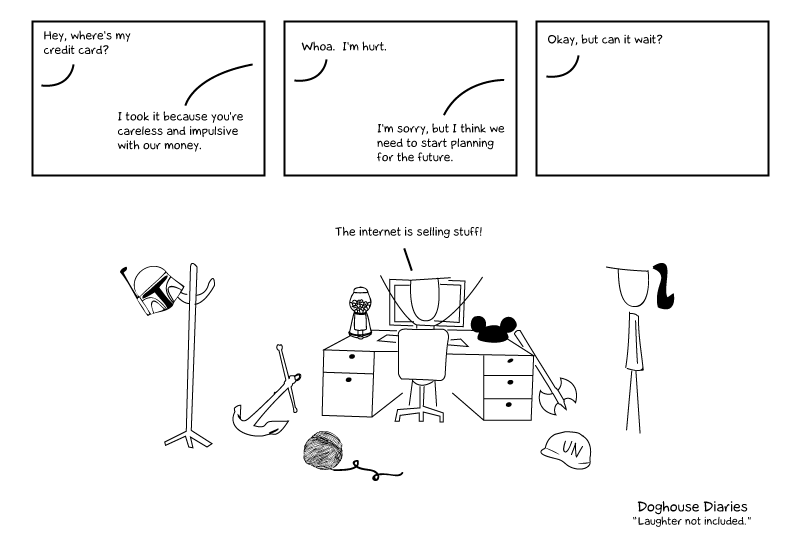 Hey, where's my
credit card?
I took it because you're
careless and impulsive
with our money.
Whoa.  I'm hurt.
I'm sorry, but I think we
need to start planning
for the future.
Okay, but can it wait?
The internet is selling stuff!
UN
Doghouse Diaries
"Laughter not included."